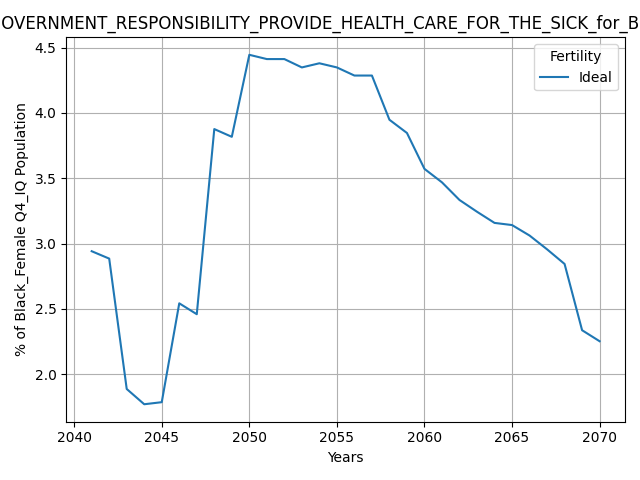 OVERNMENT_RESPONSIBILITY_PROVIDE_HEALTH_CARE_FOR_THE_SICK_for_B
4.5
4.0
3.5
3.0
2.5
2.0
% of Black_Female Q4_IQ Population
Fertility
Ideal
2040 2045 2050 2055 2060 2065 2070
Years